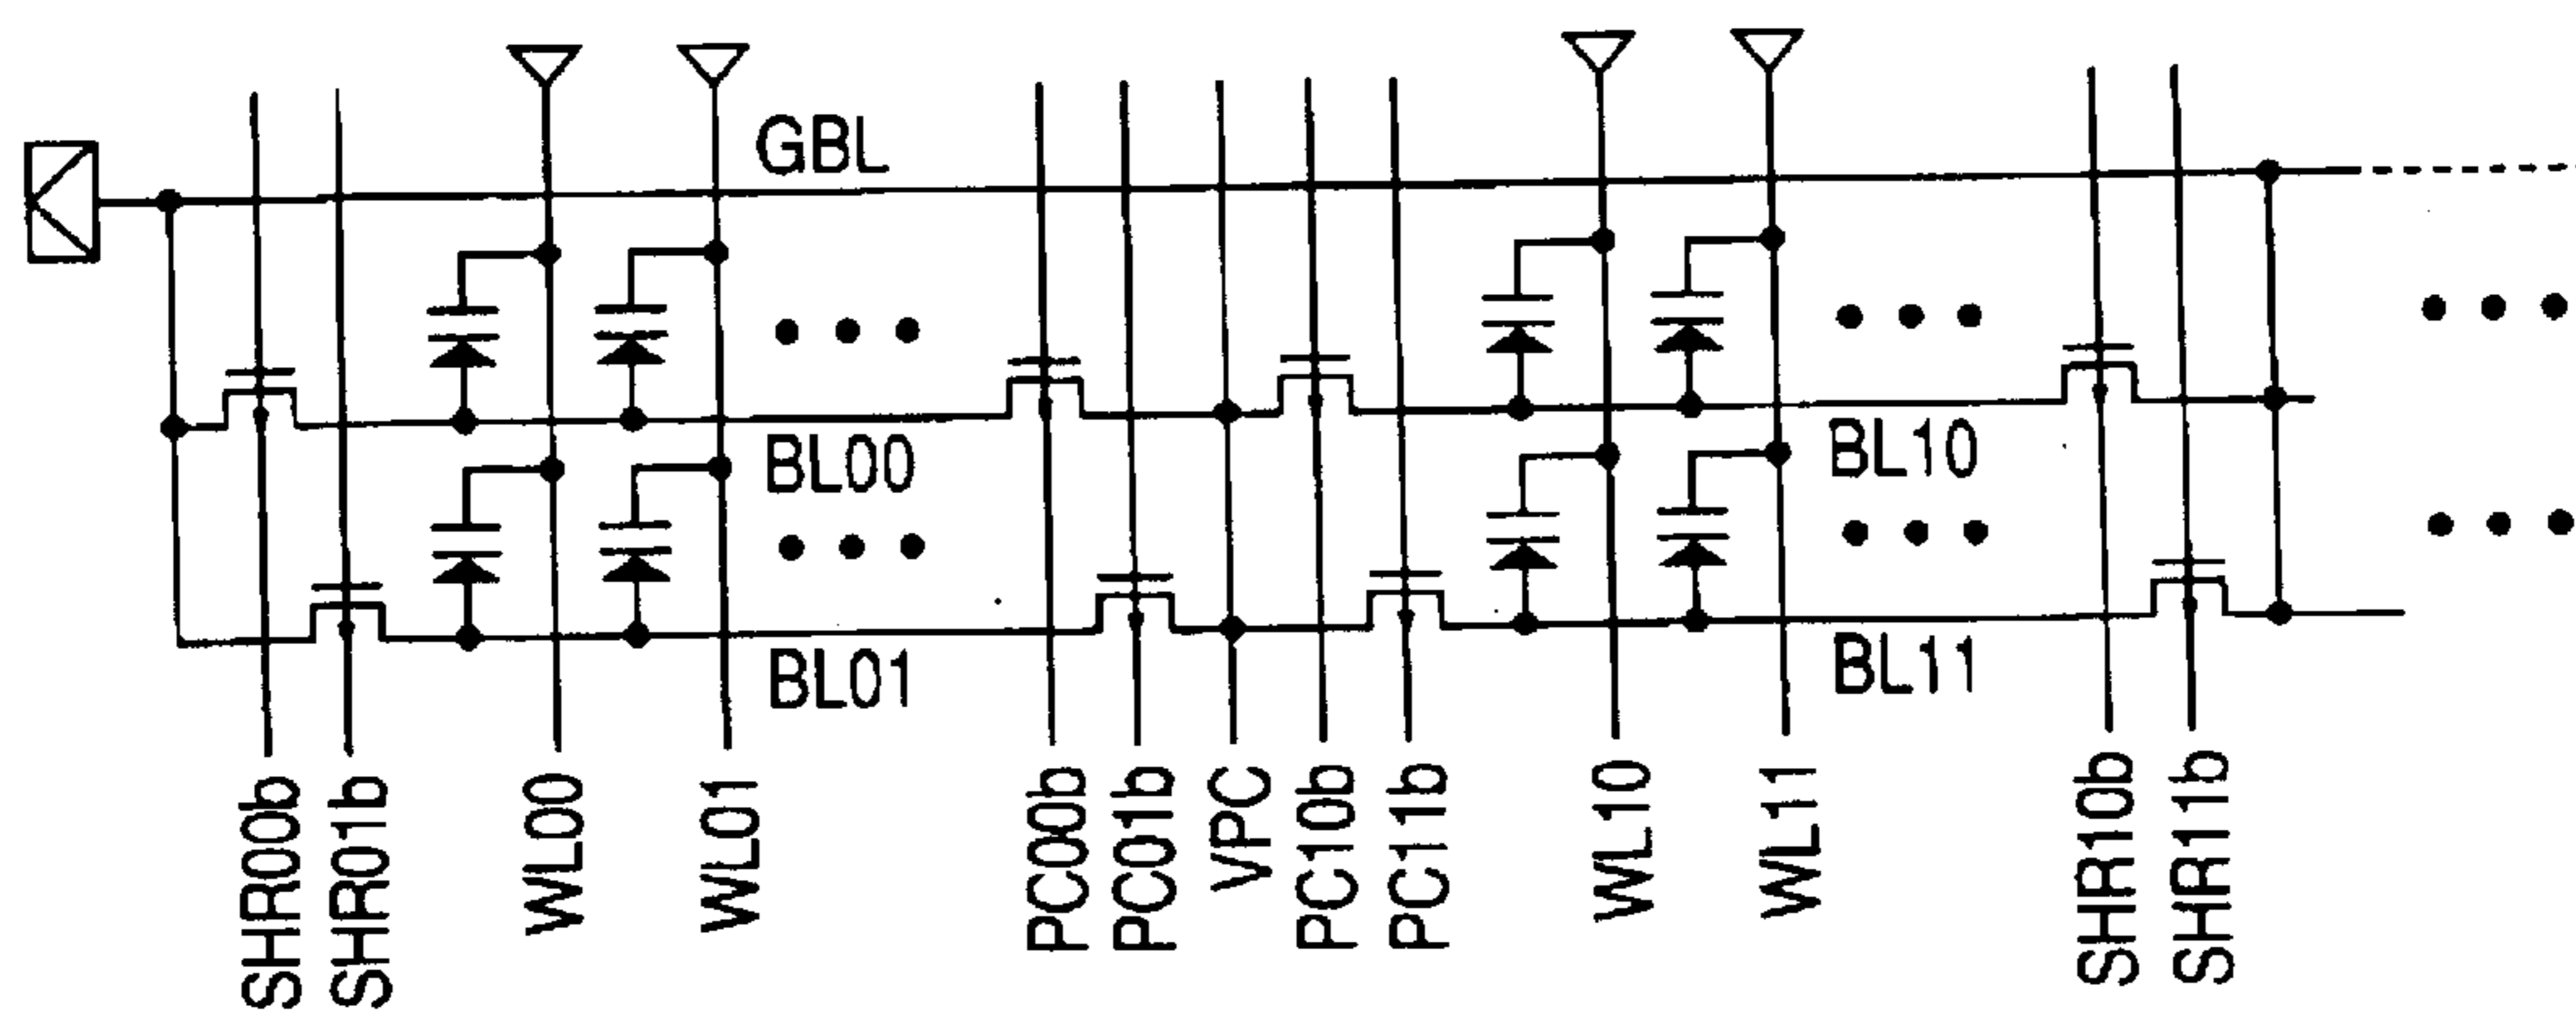 GBL
BL00
BL10
BL01
BL11
SHR00b
SHR01b
WL00
WL01
PC00b
PC01b
VPC
PC10b
PC11b
WL10
WL11
SHR10b
SHR11b